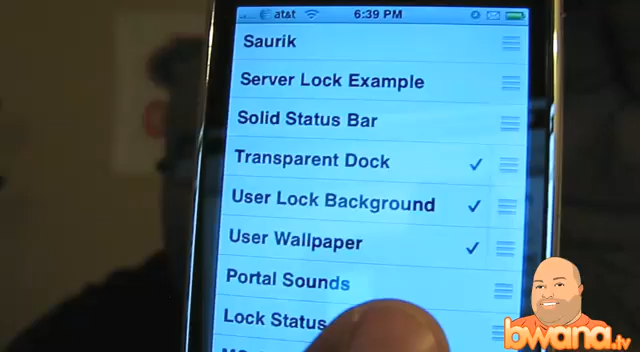 at&t 6:39 PM
Saurik
Server Lock Example
Solid Status Bar
Transparent Dock
User Lock Background
User Wallpaper
Portal Sounds
Lock Status
bwana.tv